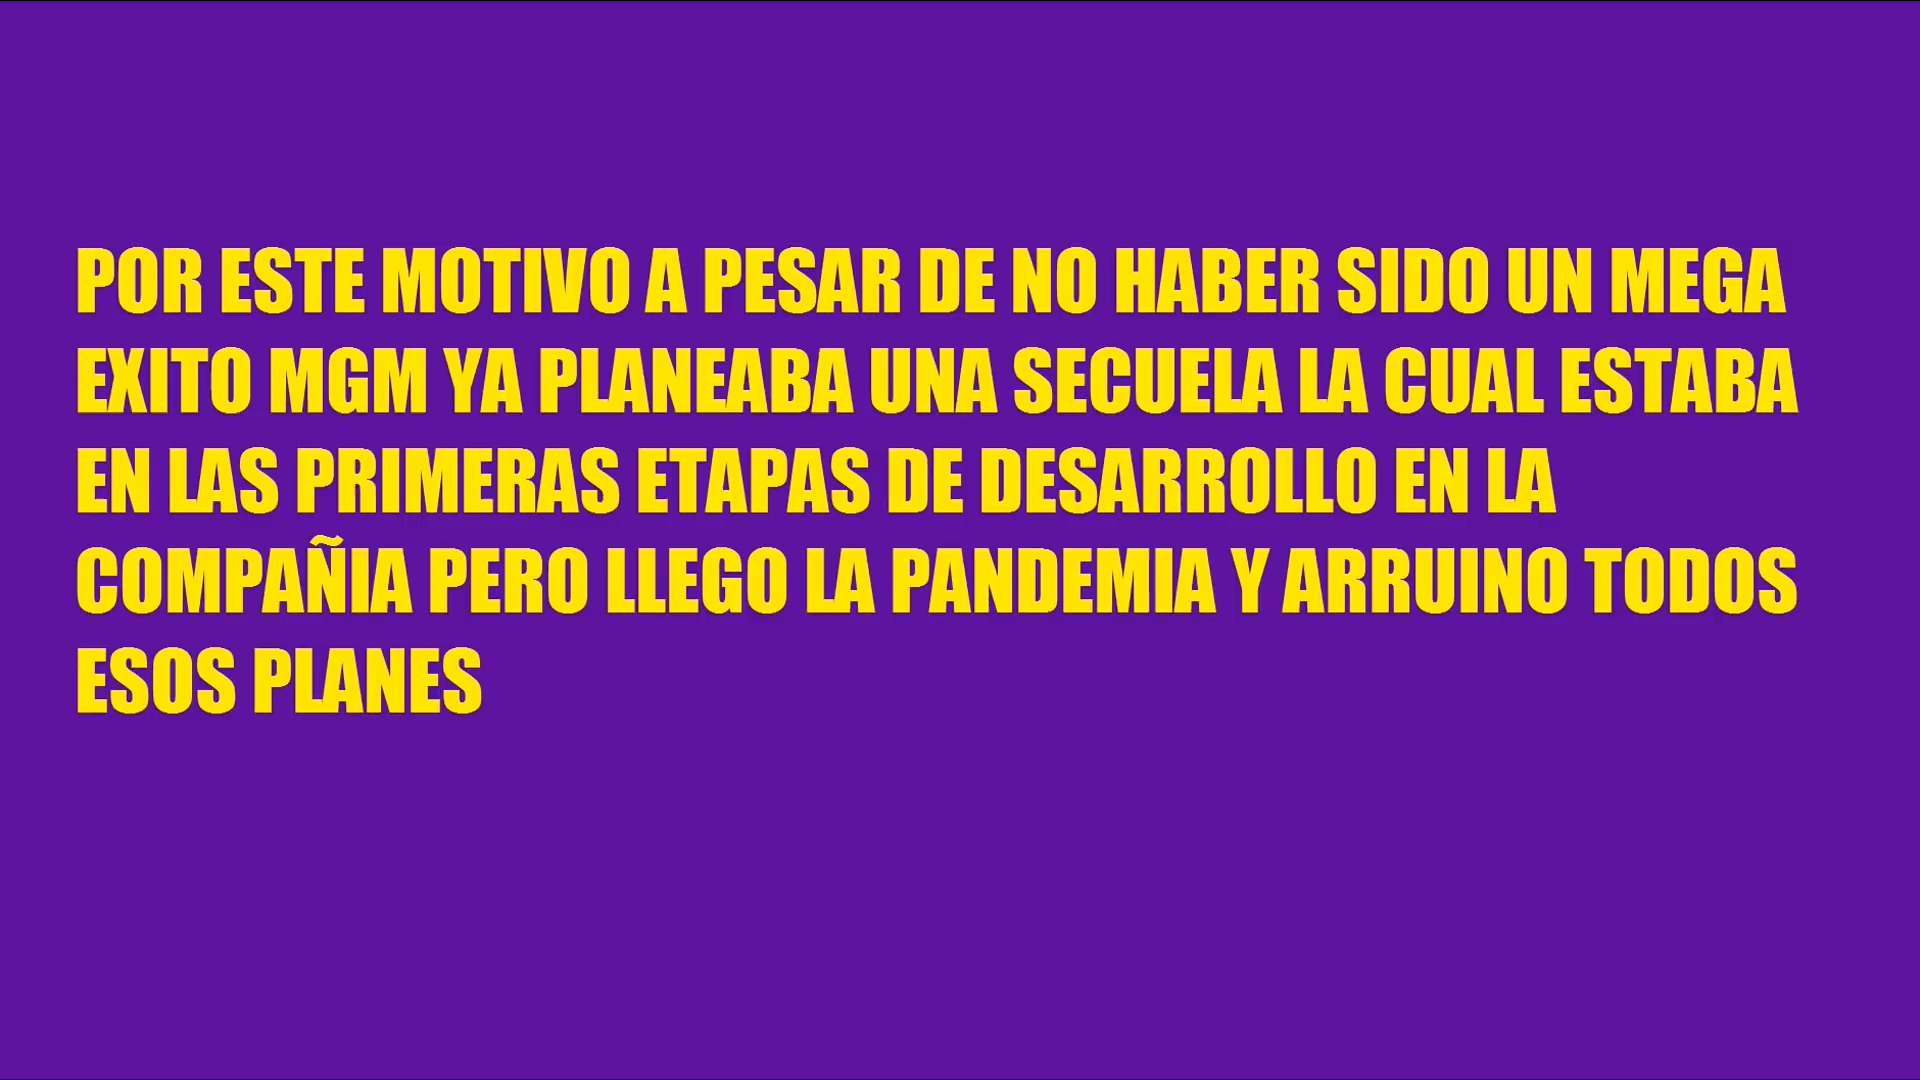 POR ESTE MOTIVO A PESAR DE NO HABER SIDO UN MEGA
EXITO MGM YA PLANEABA UNA SECUELA LA CUAL ESTABA
EN LAS PRIMERAS ETAPAS DE DESARROLLO EN LA
COMPAÑIA PERO LLEGO LA PANDEMIA Y ARRUINO TODOS
ESOS PLANES